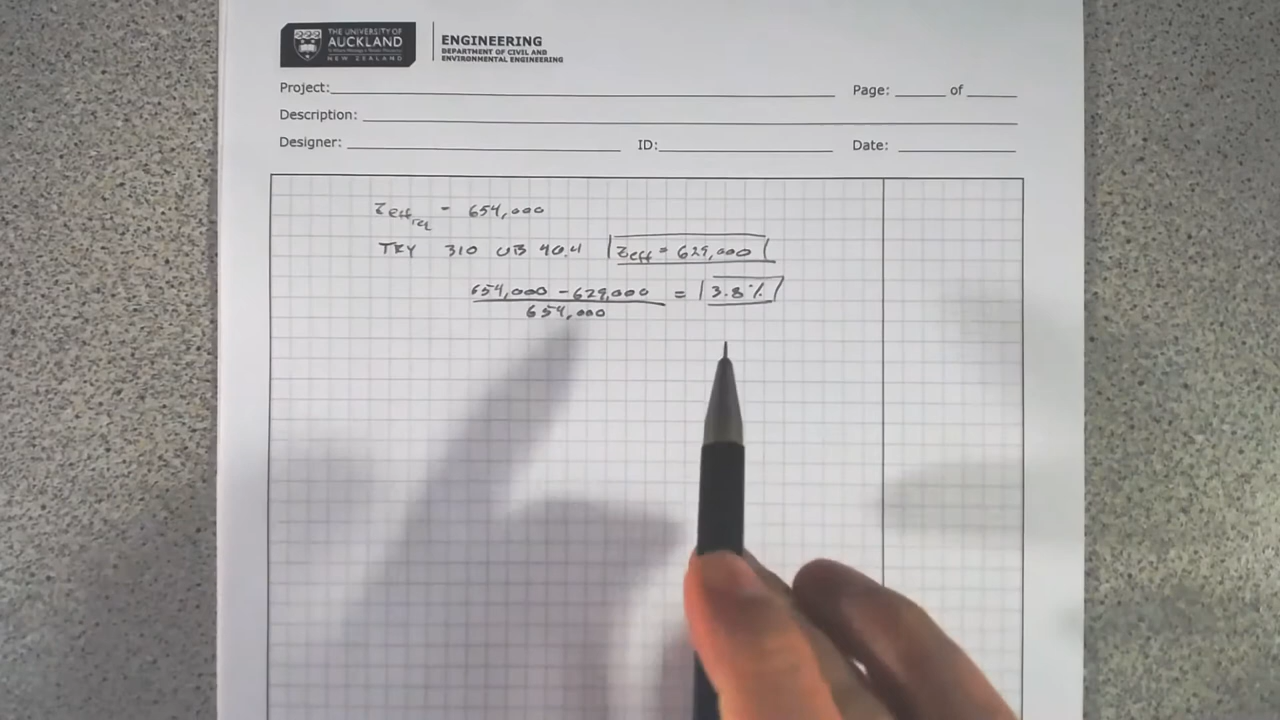 THE UNIVERSITY OF
AUCKLAND
NEW ZEALAND
ENGINEERING
DEPARTMENT OF CIVIL AND
ENVIRONMENTAL ENGINEERING
Project: Page: of
Description:
Designer: ID: Date:
Zeff = 654,000
TRY 310 UB 40.4 Zeff = 629,000
654,000 - 629,000 = 3.8%
654,000